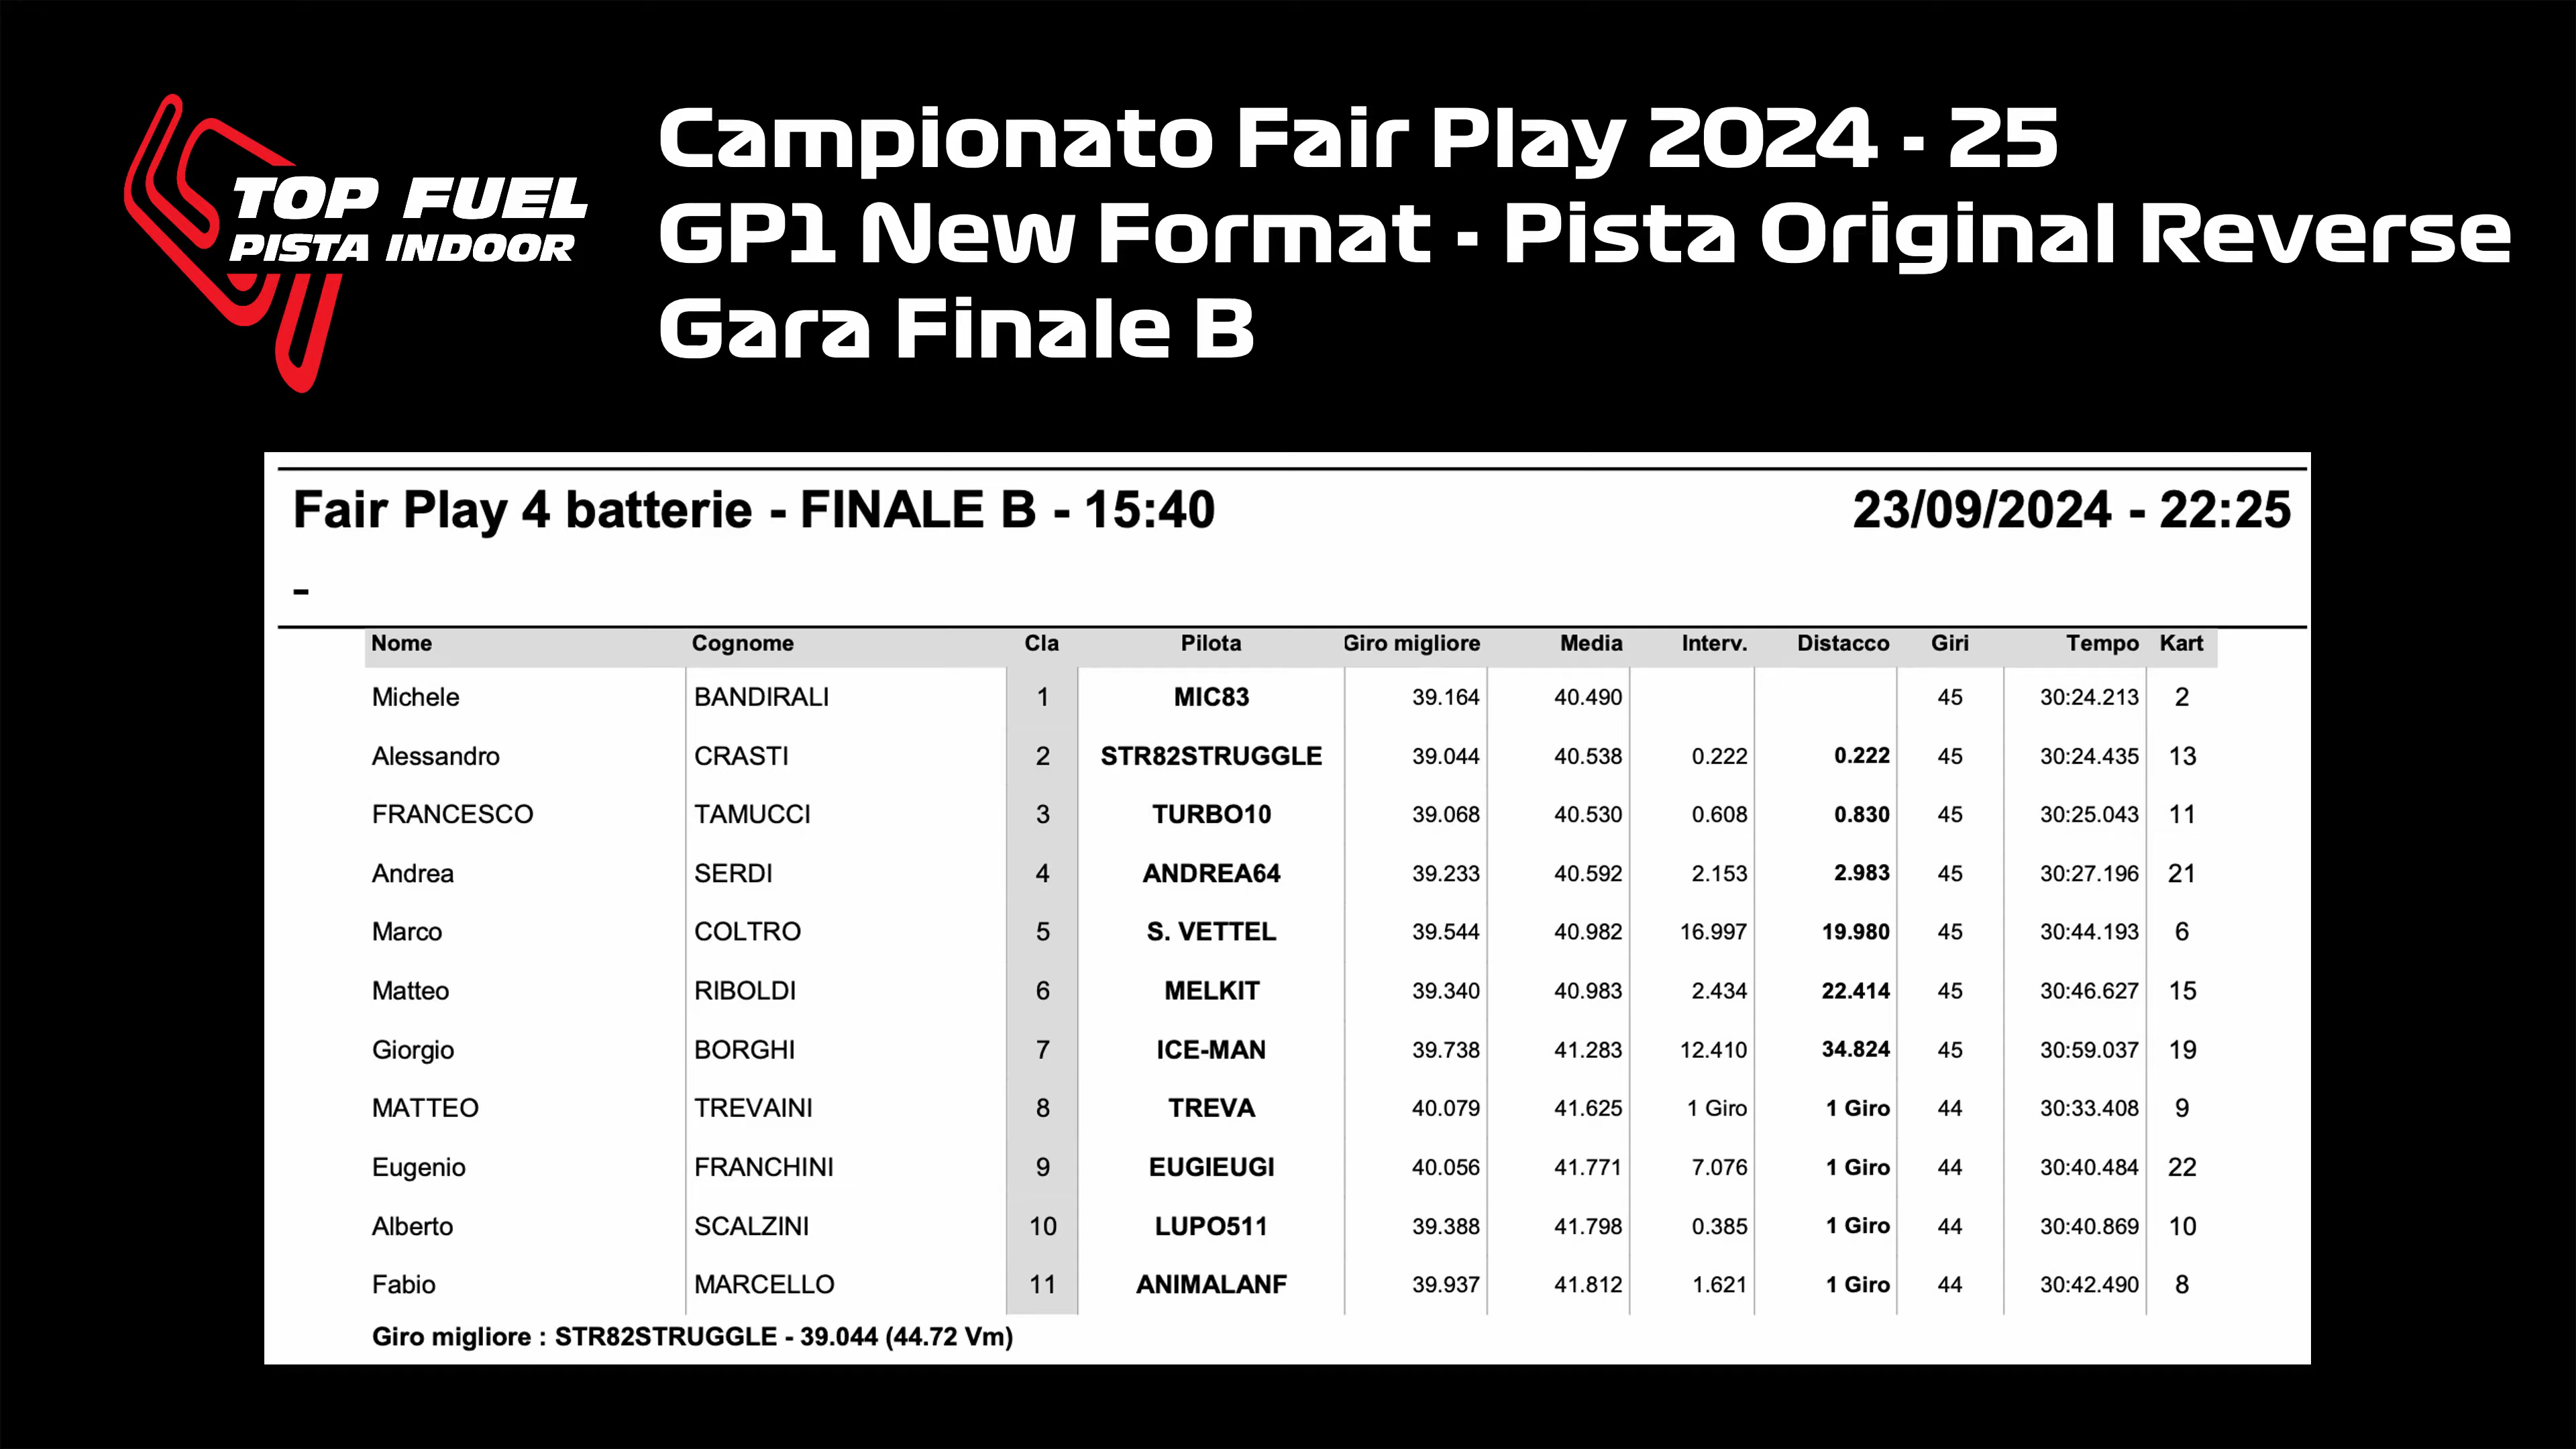 TOP FUEL
PISTA INDOOR
Campionato Fair Play 2024 - 25
GP1 New Format - Pista Original Reverse
Gara Finale B
Fair Play 4 batterie - FINALE B - 15:40 23/09/2024 - 22:25
-
Nome Cognome Cla Pilota Giro migliore Media Interv. Distacco Giri Tempo Kart
Michele BANDIRALI 1 MIC83 39.164 40.490 45 30:24.213 2
Alessandro CRASTI 2 STR82STRUGGLE 39.044 40.538 0.222 0.222 45 30:24.435 13
FRANCESCO TAMUCCI 3 TURBO10 39.068 40.530 0.608 0.830 45 30:25.043 11
Andrea SERDI 4 ANDREA64 39.233 40.592 2.153 2.983 45 30:27.196 21
Marco COLTRO 5 S. VETTEL 39.544 40.982 16.997 19.980 45 30:44.193 6
Matteo RIBOLDI 6 MELKIT 39.340 40.983 2.434 22.414 45 30:46.627 15
Giorgio BORGHI 7 ICE-MAN 39.738 41.283 12.410 34.824 45 30:59.037 19
MATTEO TREVAINI 8 TREVA 40.079 41.625 1 Giro 1 Giro 44 30:33.408 9
Eugenio FRANCHINI 9 EUGIEUGI 40.056 41.771 7.076 1 Giro 44 30:40.484 22
Alberto SCALZINI 10 LUPO511 39.388 41.798 0.385 1 Giro 44 30:40.869 10
Fabio MARCELLO 11 ANIMALANF 39.937 41.812 1.621 1 Giro 44 30:42.490 8
Giro migliore : STR82STRUGGLE - 39.044 (44.72 Vm)